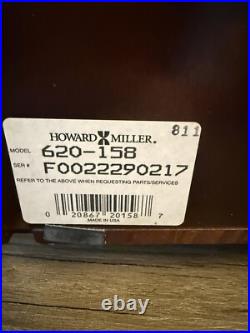 811
HOWARD MILLER®
MODEL 620-158
SER # F0022290217
REFER TO THE ABOVE WHEN REQUESTING PARTS/SERVICES
0 20867 20158 7
MADE IN USA